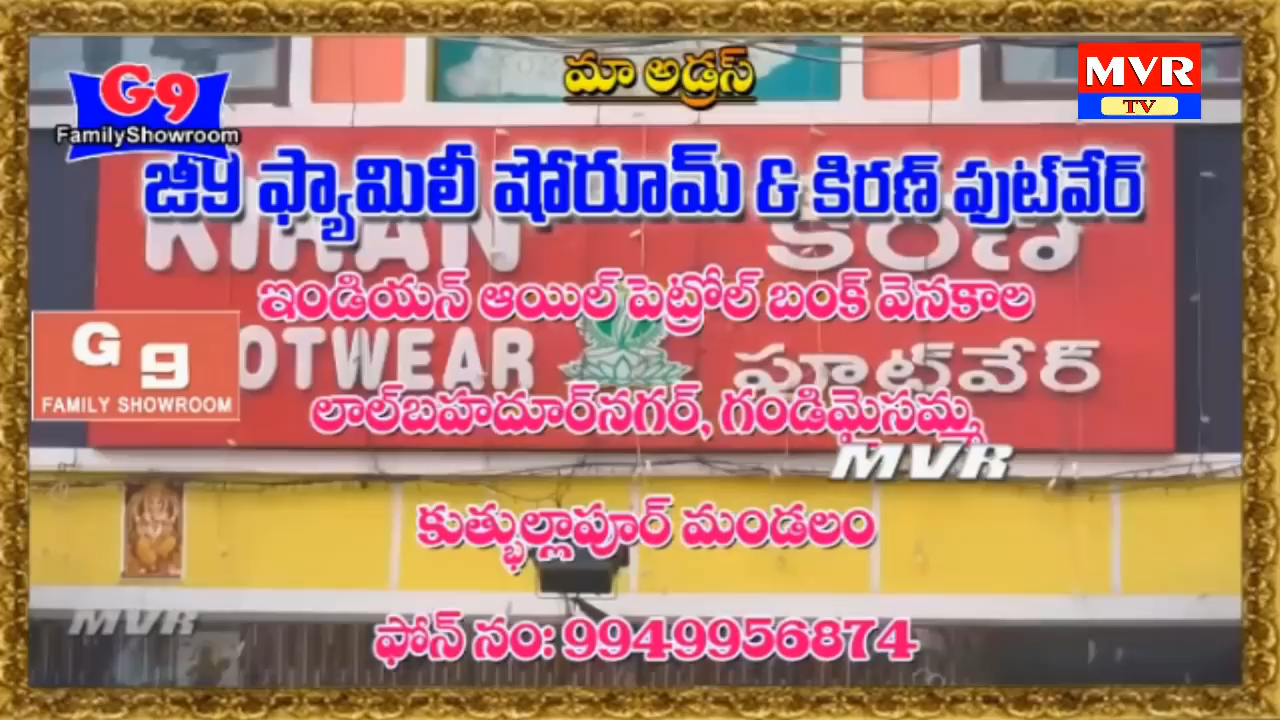 మా అడ్రస్
MVR
TV
G9
FamilyShowroom
జీ9 ఫ్యామిలీ షోరూమ్ & కిరణ్ ఫుట్‌వేర్
KIRAN
కిరణ్
ఇండియన్ ఆయిల్ పెట్రోల్ బంక్ వెనకాల
G 9
FAMILY SHOWROOM
OTWEAR
ఫూట్‌వేర్
లాల్‌బహదూర్‌నగర్, గండిమైసమ్మ
MVR
కుత్భుల్లాపూర్ మండలం
MVR
ఫోన్ నం: 9949956874